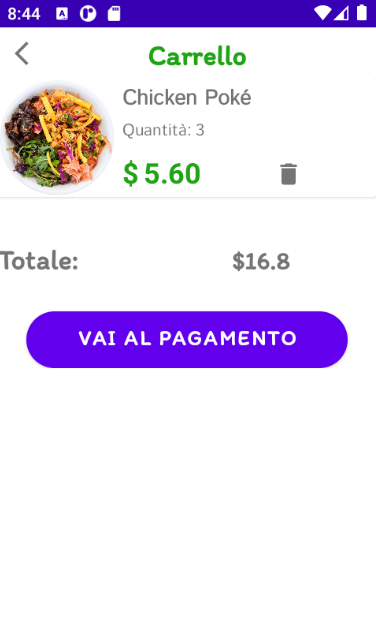 8:44
Carrello
Chicken Poké
Quantità: 3
$ 5.60
Totale: $16.8
VAI AL PAGAMENTO